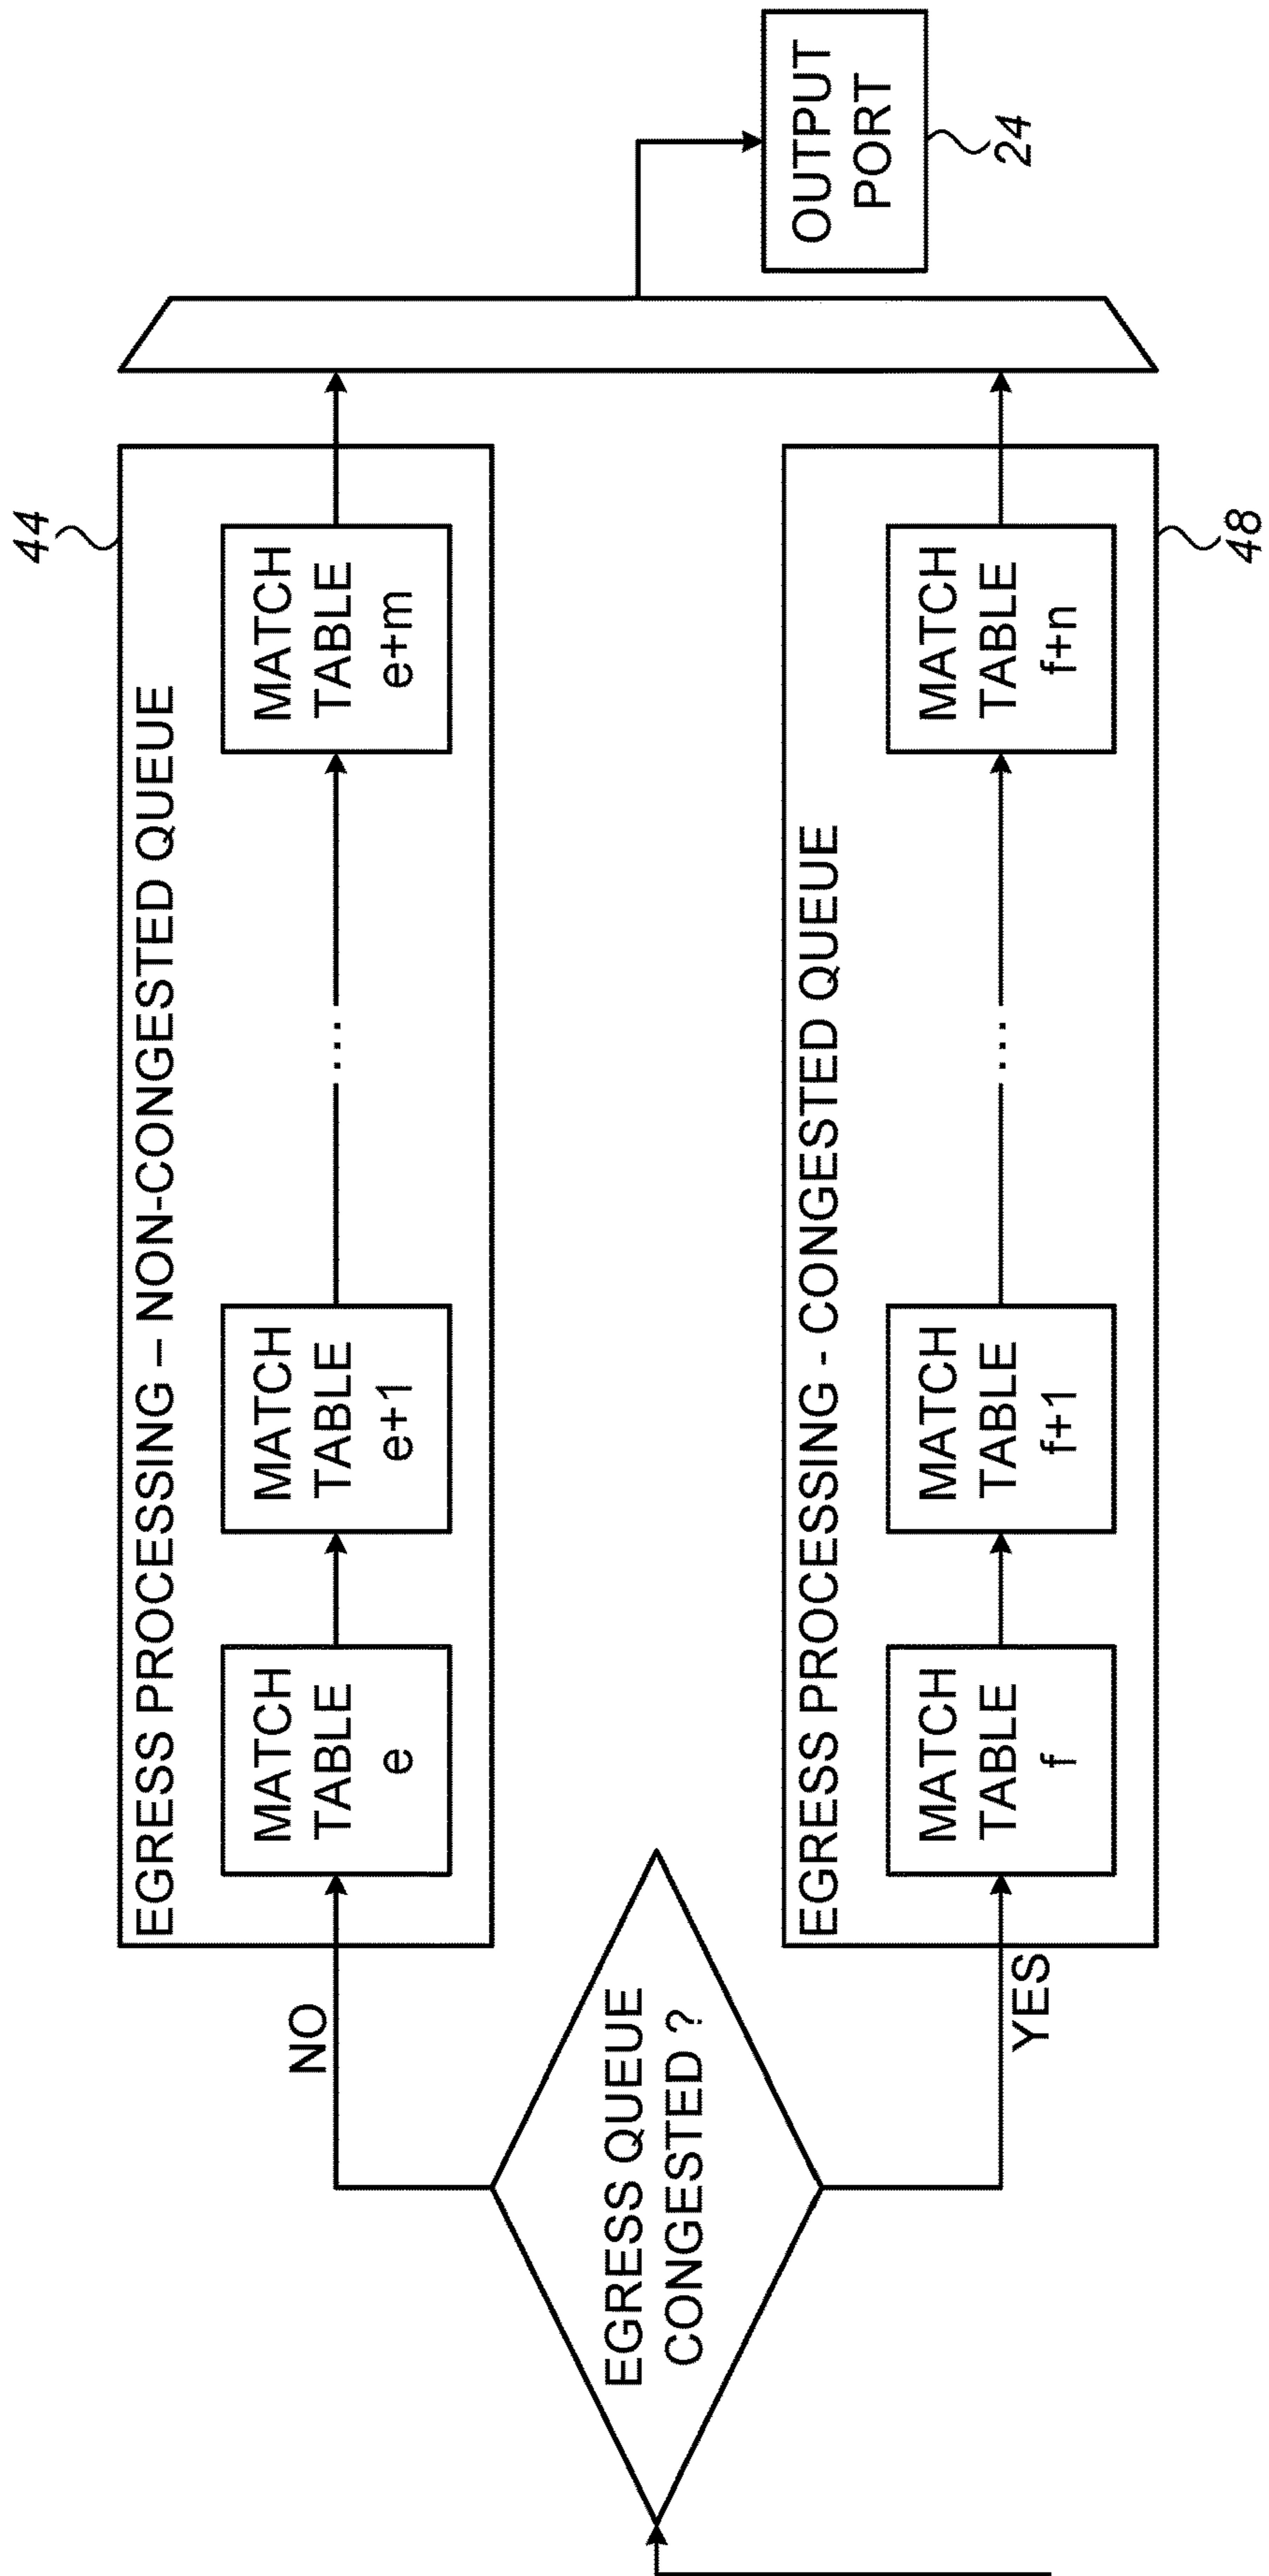 EGRESS QUEUE
CONGESTED ?
NO
YES
44
EGRESS PROCESSING – NON-CONGESTED QUEUE
MATCH
TABLE
e
MATCH
TABLE
e+1
....
MATCH
TABLE
e+m
EGRESS PROCESSING - CONGESTED QUEUE
MATCH
TABLE
f
MATCH
TABLE
f+1
...
MATCH
TABLE
f+n
48
OUTPUT
PORT
24